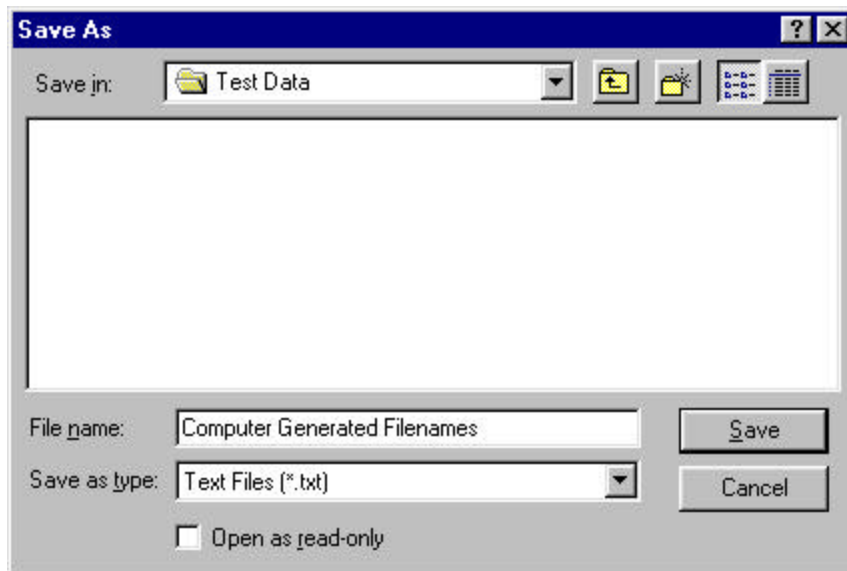 Save As
Save in: Test Data
File name: Computer Generated Filenames Save
Save as type: Text Files (*.txt) Cancel
Open as read-only